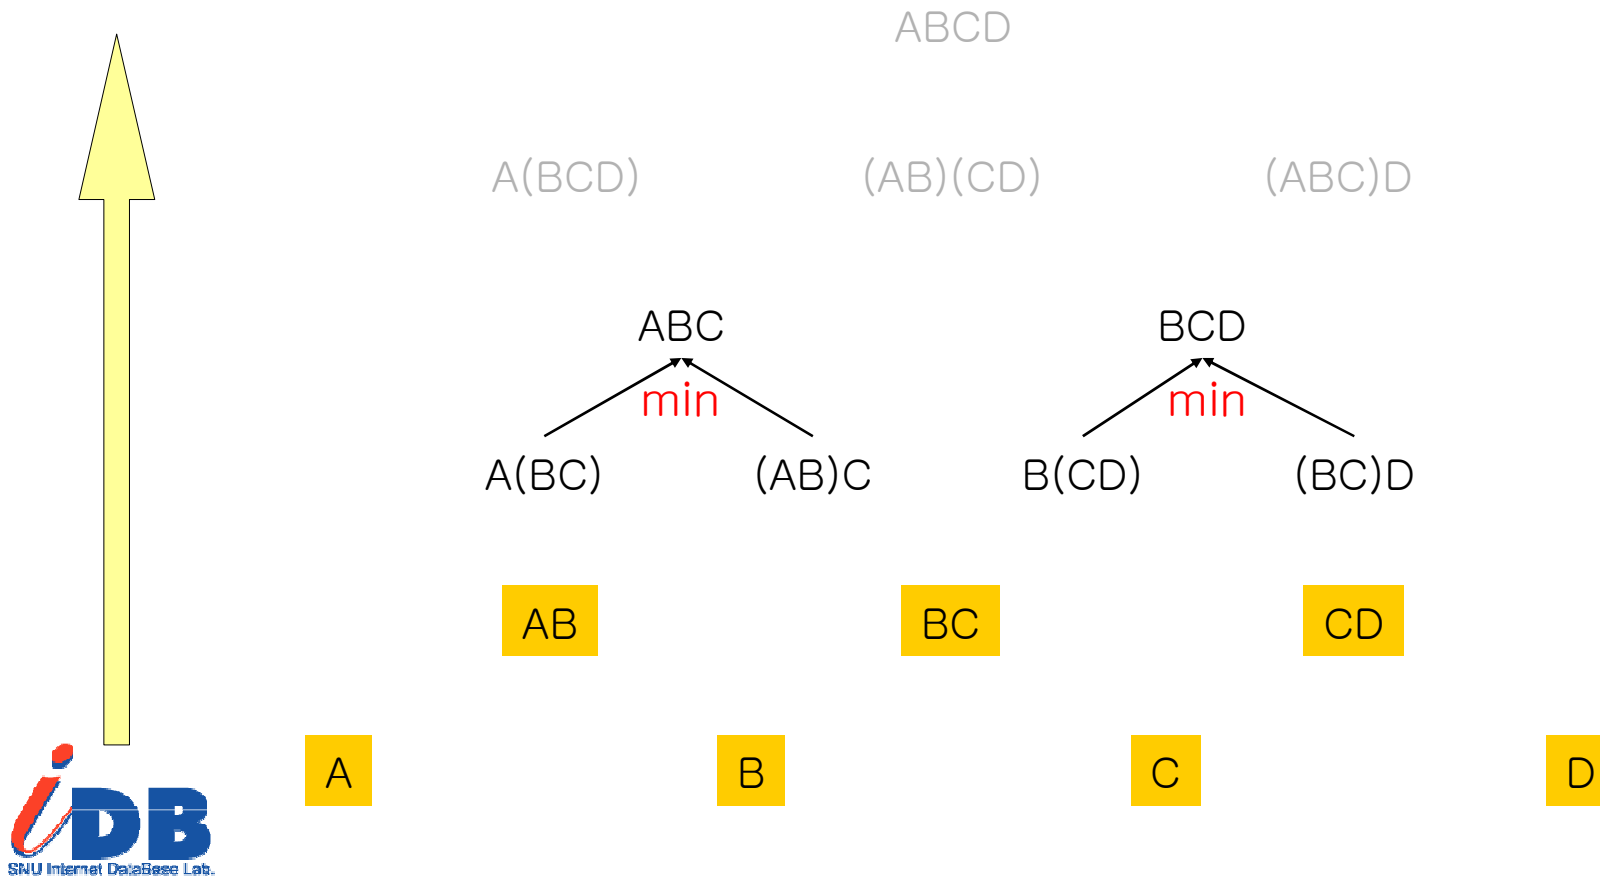 ABCD
A(BCD) (AB)(CD) (ABC)D
ABC BCD
min min
A(BC) (AB)C B(CD) (BC)D
AB BC CD
A B C D
iDB
SNU Internet DataBase Lab.